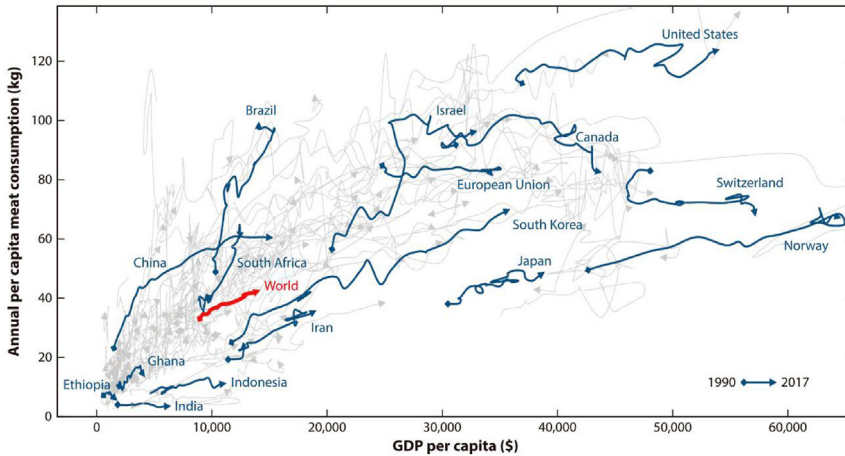 Annual per capita meat consumption (kg)
120
100
80
60
40
20
0
United States
Brazil
Israel
Canada
European Union
Switzerland
South Korea
China
South Africa
Japan
Norway
World
Iran
Ghana
Ethiopia
Indonesia
India
1990 2017
0 10,000 20,000 30,000 40,000 50,000 60,000
GDP per capita ($)